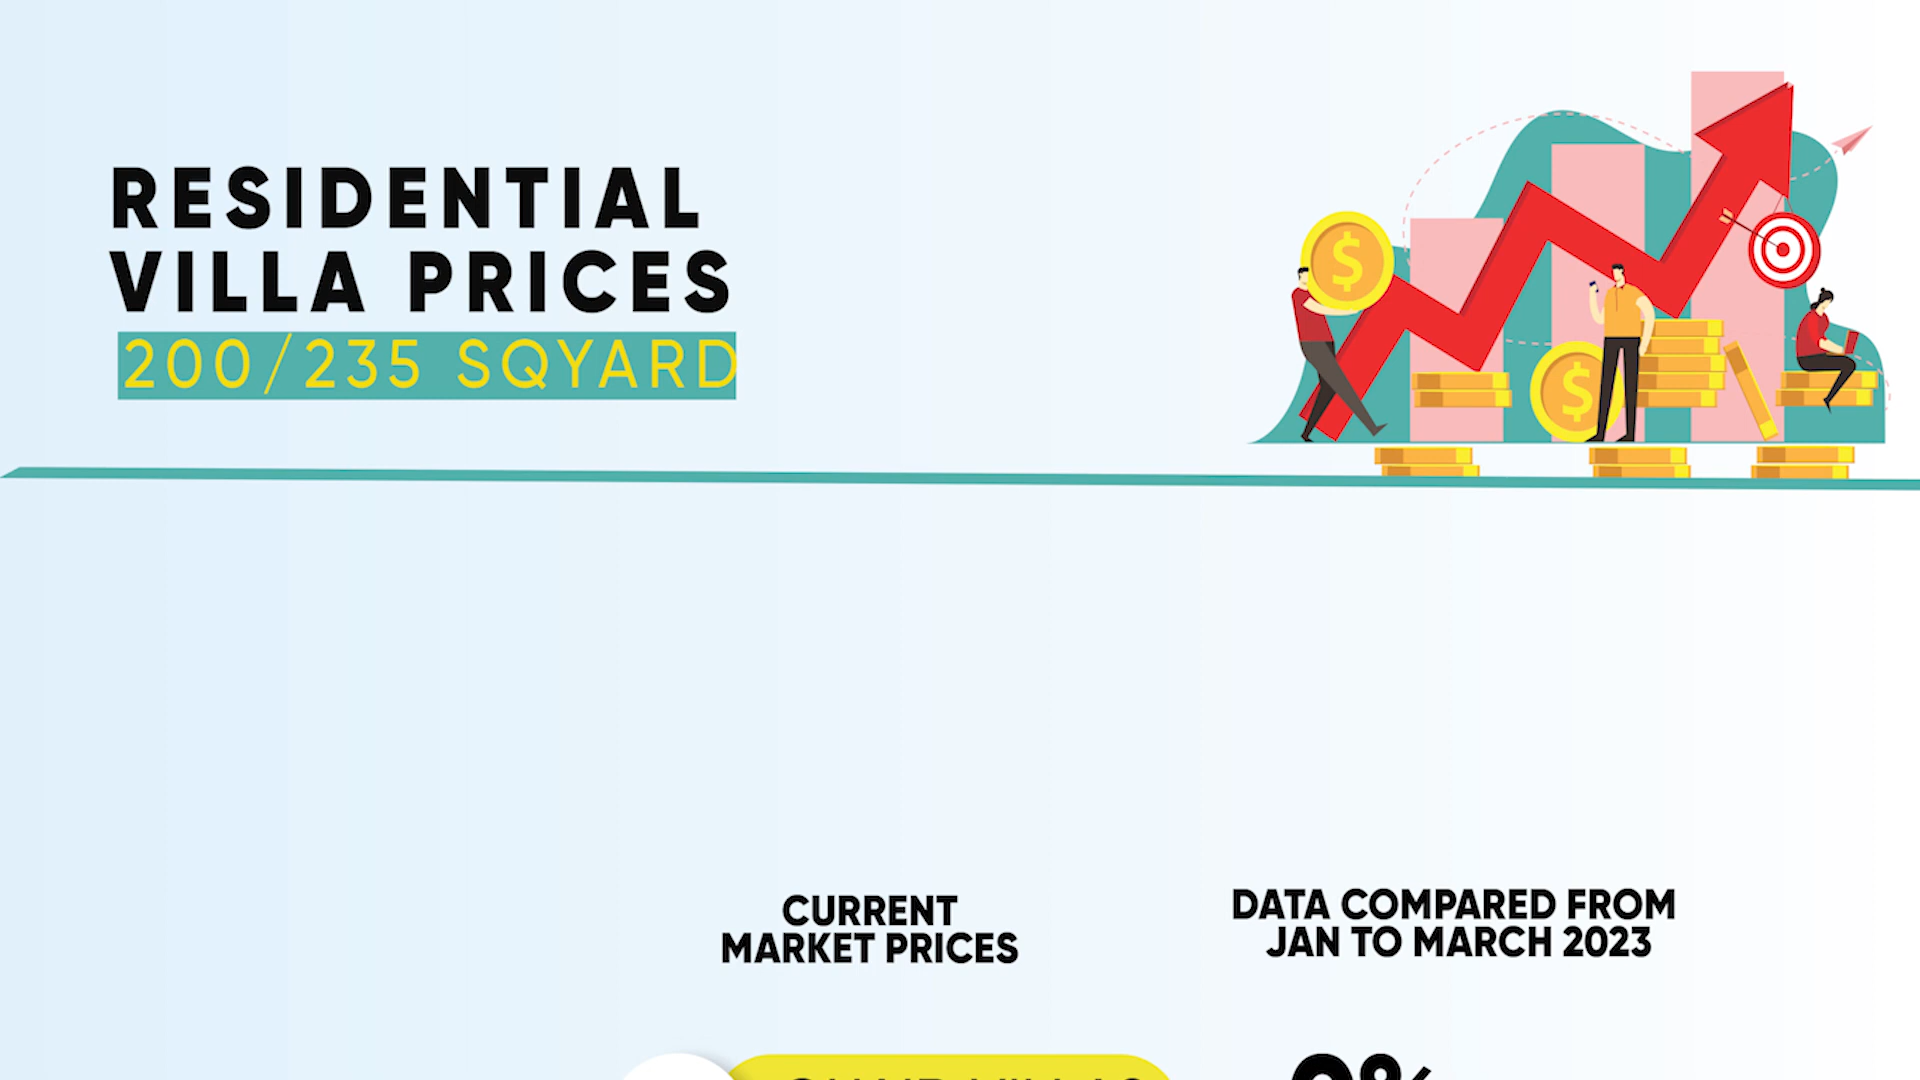 RESIDENTIAL
VILLA PRICES
200/235 SQYARD
$
$
CURRENT
MARKET PRICES
DATA COMPARED FROM
JAN TO MARCH 2023